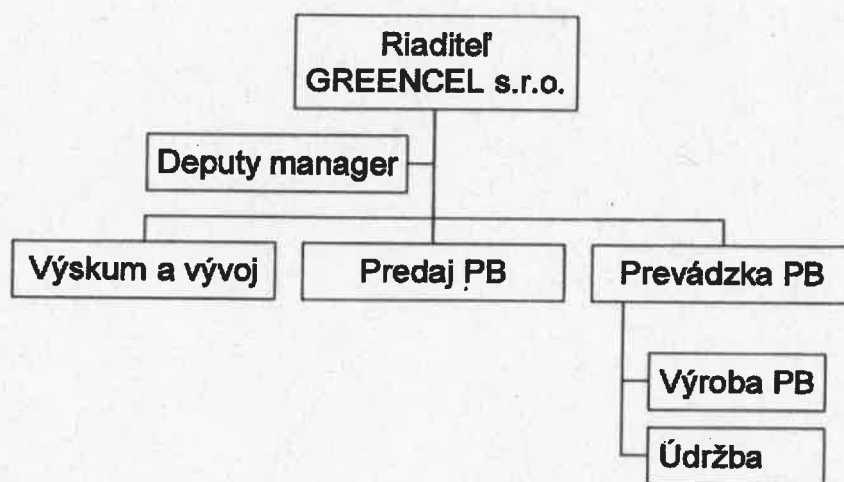 Riaditeľ
GREENCEL s.r.o.
Deputy manager
Výskum a vývoj
Predaj PB
Prevádzka PB
Výroba PB
Údržba